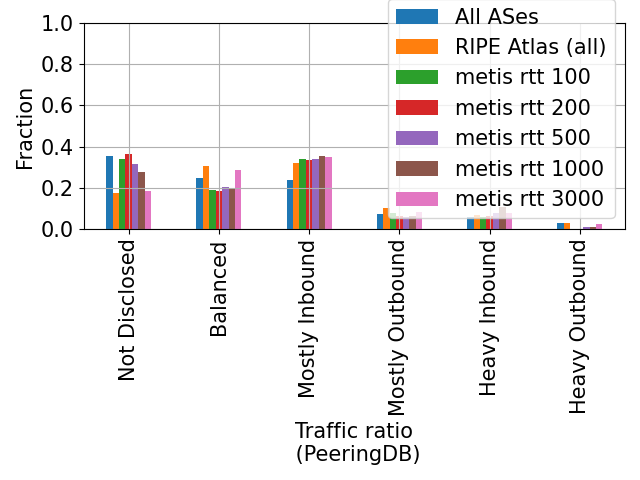 All ASes
RIPE Atlas (all)
metis rtt 100
metis rtt 200
metis rtt 500
metis rtt 1000
metis rtt 3000
1.0
0.8
0.6
0.4
0.2
0.0
Fraction
Not Disclosed
Balanced
Mostly Inbound
Mostly Outbound
Heavy Inbound
Heavy Outbound
Traffic ratio
(PeeringDB)